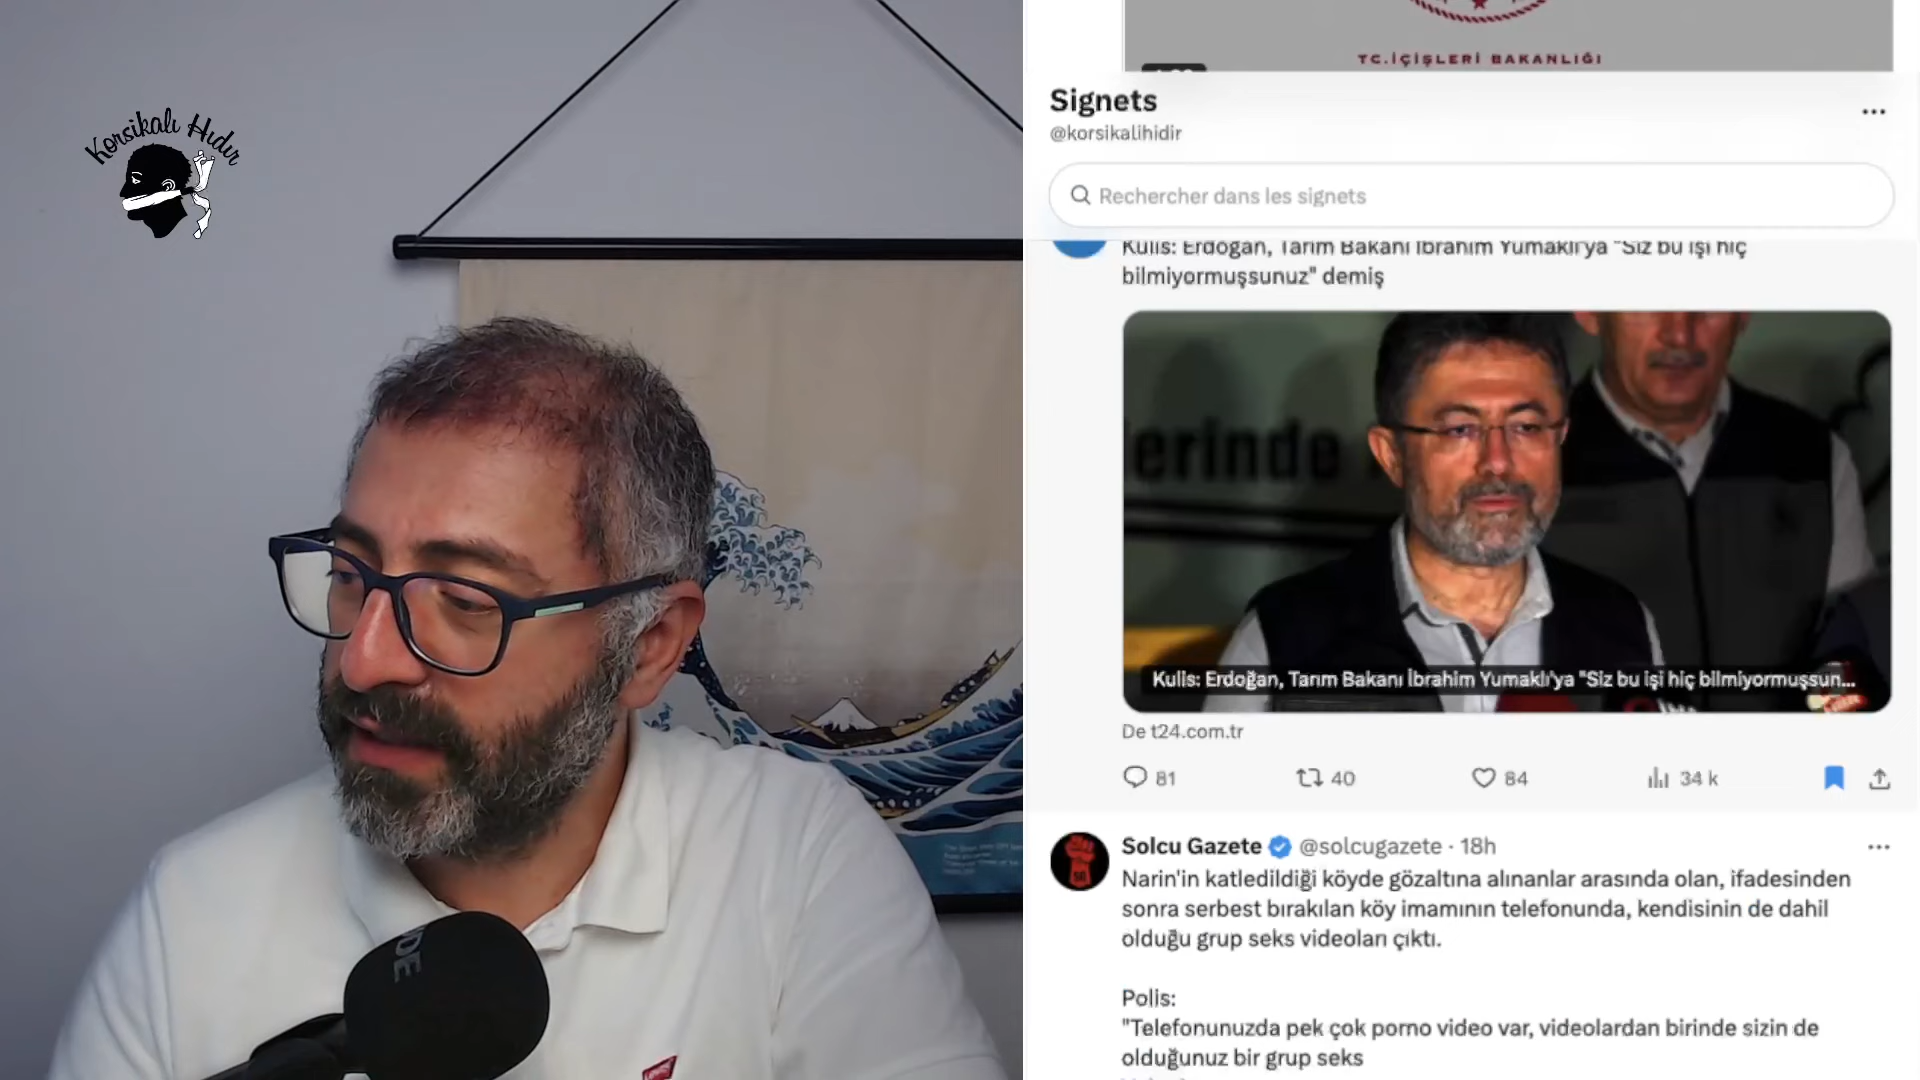 Korsikalı Hıdır
T.C. İÇİŞLERİ BAKANLIĞI
Signets
@korsikalihidir
Rechercher dans les signets
Kulis: Erdoğan, Tarım Bakanı İbrahim Yumaklı'ya "Siz bu işi hiç
bilmiyormuşsunuz" demiş
erinde
Kulis: Erdoğan, Tarım Bakanı İbrahim Yumaklı'ya "Siz bu işi hiç bilmiyormuşsun...
De t24.com.tr
81 40 84 34 k
Solcu Gazete @solcugazete · 18h
Narin'in katledildiği köyde gözaltına alınanlar arasında olan, ifadesinden
sonra serbest bırakılan köy imamının telefonunda, kendisinin de dahil
olduğu grup seks videoları çıktı.
Polis:
"Telefonunuzda pek çok porno video var, videolardan birinde sizin de
olduğunuz bir grup seks